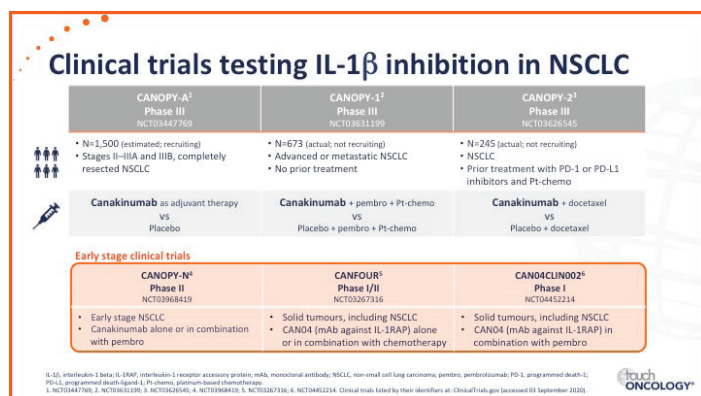 Clinical trials testing IL-1β inhibition in NSCLC
CANOPY-A¹
Phase III
NCT03447769
CANOPY-1²
Phase III
NCT03631199
CANOPY-2³
Phase III
NCT03626545
• N=1,500 (estimated; recruiting)
• Stages II–IIIA and IIIB, completely
resected NSCLC
• N=673 (actual; not recruiting)
• Advanced or metastatic NSCLC
• No prior treatment
• N=245 (actual; not recruiting)
• NSCLC
• Prior treatment with PD-1 or PD-L1
inhibitors and Pt-chemo
Canakinumab as adjuvant therapy
vs
Placebo
Canakinumab + pembro + Pt-chemo
vs
Placebo + pembro + Pt-chemo
Canakinumab + docetaxel
vs
Placebo + docetaxel
Early stage clinical trials
CANOPY-N⁴
Phase II
NCT03968419
CANFOUR⁵
Phase I/II
NCT03267316
CAN04CLIN002⁶
Phase I
NCT04452214
• Early stage NSCLC
• Canakinumab alone or in combination
with pembro
• Solid tumours, including NSCLC
• CAN04 (mAb against IL-1RAP) alone
or in combination with chemotherapy
• Solid tumours, including NSCLC
• CAN04 (mAb against IL-1RAP) in
combination with pembro
IL-1β, interleukin-1 beta; IL-1RAP, interleukin-1 receptor accessory protein; mAb, monoclonal antibody; NSCLC, non-small cell lung carcinoma; pembro, pembrolizumab; PD-1, programmed death-1;
PD-L1, programmed death-ligand-1; Pt-chemo, platinum-based chemotherapy.
1. NCT03447769; 2. NCT03631199; 3. NCT03626545; 4. NCT03968419; 5. NCT03267316; 6. NCT04452214. Clinical trials listed by their identifiers at: ClinicalTrials.gov (accessed 03 September 2020).
touch
ONCOLOGY®